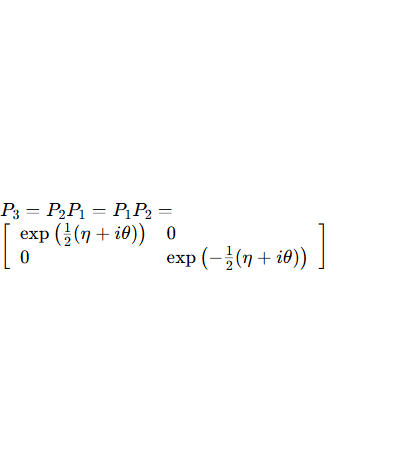 P₃ = P₂P₁ = P₁P₂ =
[ exp (½(η + iθ)) 0
0 exp (−½(η + iθ)) ]